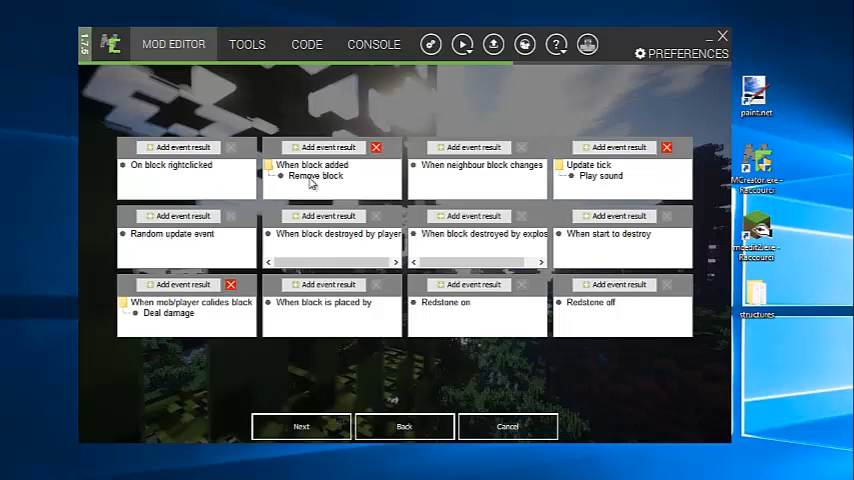 1.7.5
MOD EDITOR
TOOLS
CODE
CONSOLE
PREFERENCES
Add event result
Add event result
Add event result
Add event result
On block rightclicked
When block added
Remove block
When neighbour block changes
Update tick
Play sound
Add event result
Add event result
Add event result
Add event result
Random update event
When block destroyed by player
When block destroyed by explos
When start to destroy
Add event result
Add event result
Add event result
Add event result
When mob/player colides block
Deal damage
When block is placed by
Redstone on
Redstone off
Next
Back
Cancel
paint.net
MCreator.exe -
Raccourci
mcedit2.exe -
Raccourci
structures